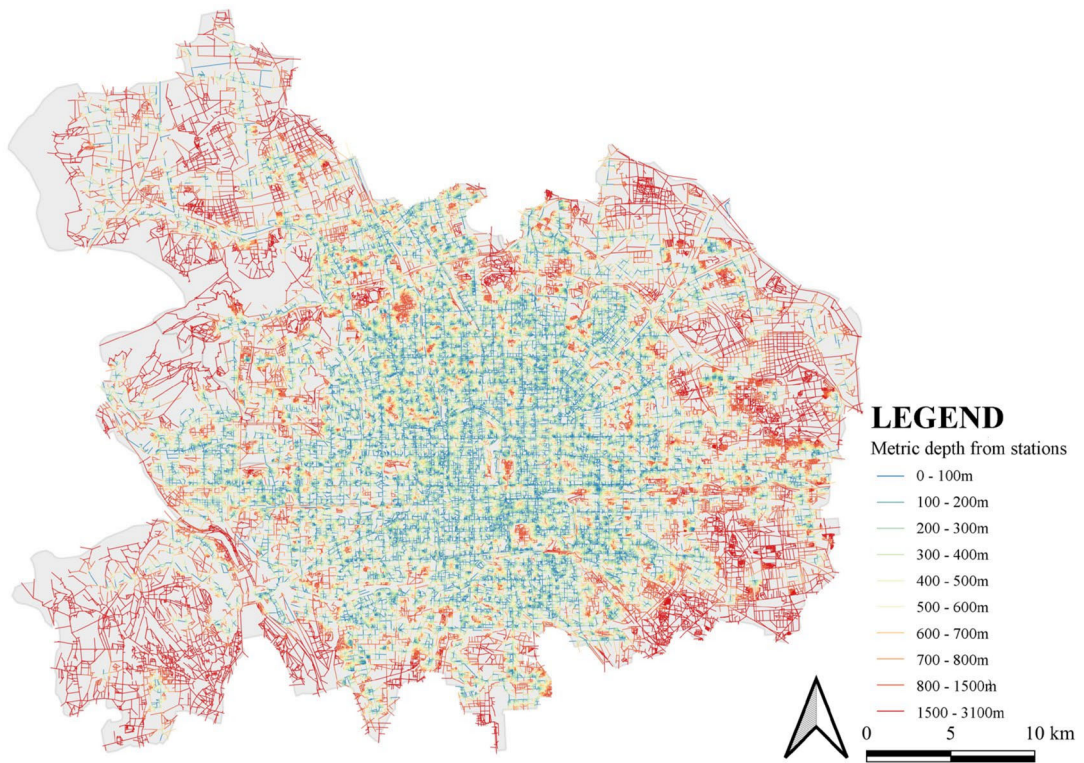 LEGEND
Metric depth from stations
0 - 100m
100 - 200m
200 - 300m
300 - 400m
400 - 500m
500 - 600m
600 - 700m
700 - 800m
800 - 1500m
1500 - 3100m
0 5 10 km